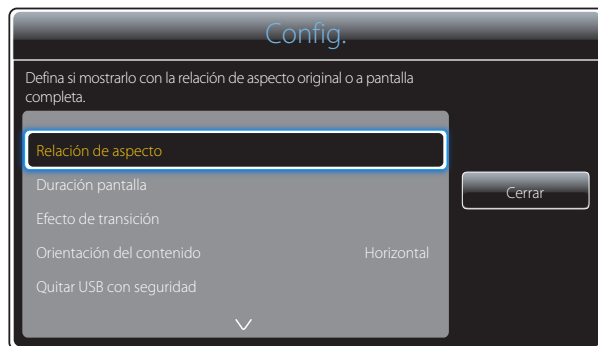 Config.
Defina si mostrarlo con la relación de aspecto original o a pantalla
completa.
Relación de aspecto
Duración pantalla
Efecto de transición
Orientación del contenido Horizontal
Quitar USB con seguridad
Cerrar